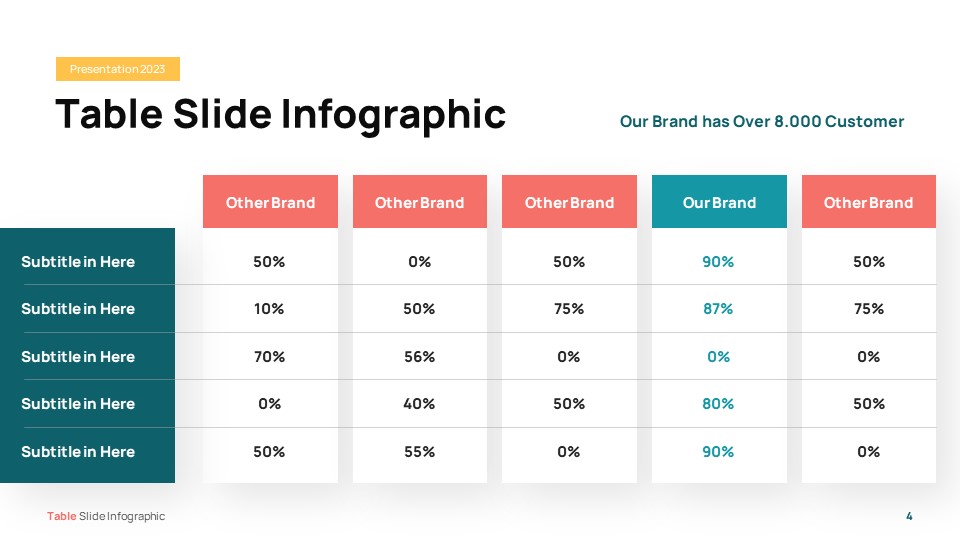 Presentation 2023
Table Slide Infographic
Our Brand has Over 8.000 Customer
Other Brand Other Brand Other Brand Our Brand Other Brand
Subtitle in Here 50% 0% 50% 90% 50%
Subtitle in Here 10% 50% 75% 87% 75%
Subtitle in Here 70% 56% 0% 0% 0%
Subtitle in Here 0% 40% 50% 80% 50%
Subtitle in Here 50% 55% 0% 90% 0%
Table Slide Infographic
4